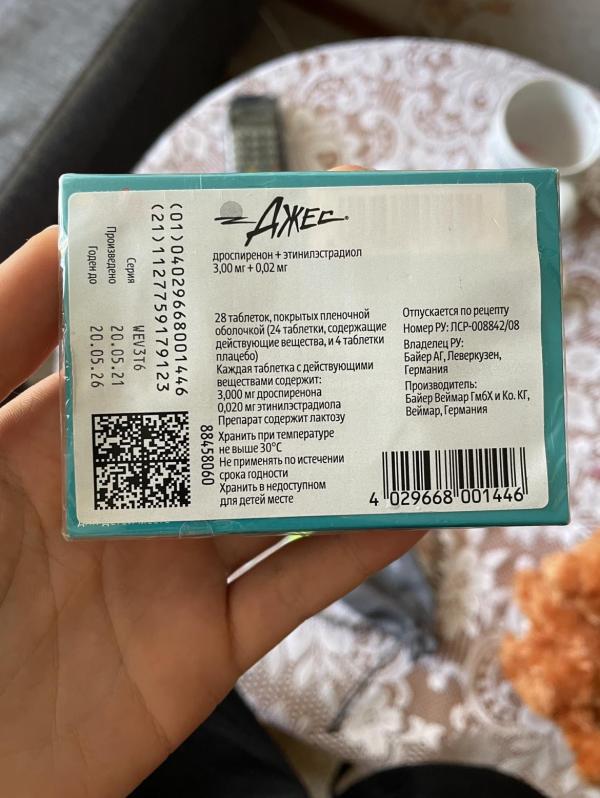 ДЖЕС®
дроспиренон + этинилэстрадиол
3,00 мг + 0,02 мг
28 таблеток, покрытых пленочной
оболочкой (24 таблетки, содержащие
действующие вещества, и 4 таблетки
плацебо)
Каждая таблетка с действующими
веществами содержит:
3,000 мг дроспиренона
0,020 мг этинилэстрадиола
Препарат содержит лактозу
Хранить при температуре
не выше 30°С
Не применять по истечении
срока годности
Хранить в недоступном
для детей месте
Отпускается по рецепту
Номер РУ: ЛСР-008842/08
Владелец РУ:
Байер АГ, Леверкузен,
Германия
Производитель:
Байер Веймар ГмбХ и Ко. КГ,
Веймар, Германия
4 029668 001446
88458060
(01)04029668001446
(21)11277591791​23
Серия WEV3T6
Произведено 20.05.21
Годен до 20.05.26
для детей месте